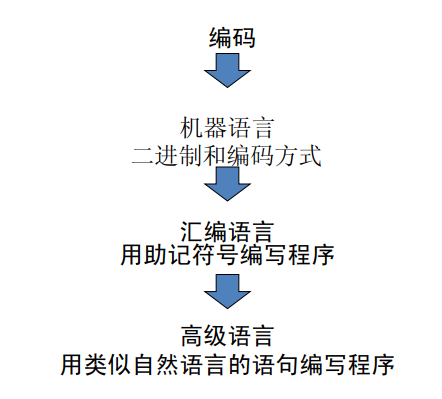 编码
机器语言
二进制和编码方式
汇编语言
用助记符号编写程序
高级语言
用类似自然语言的语句编写程序